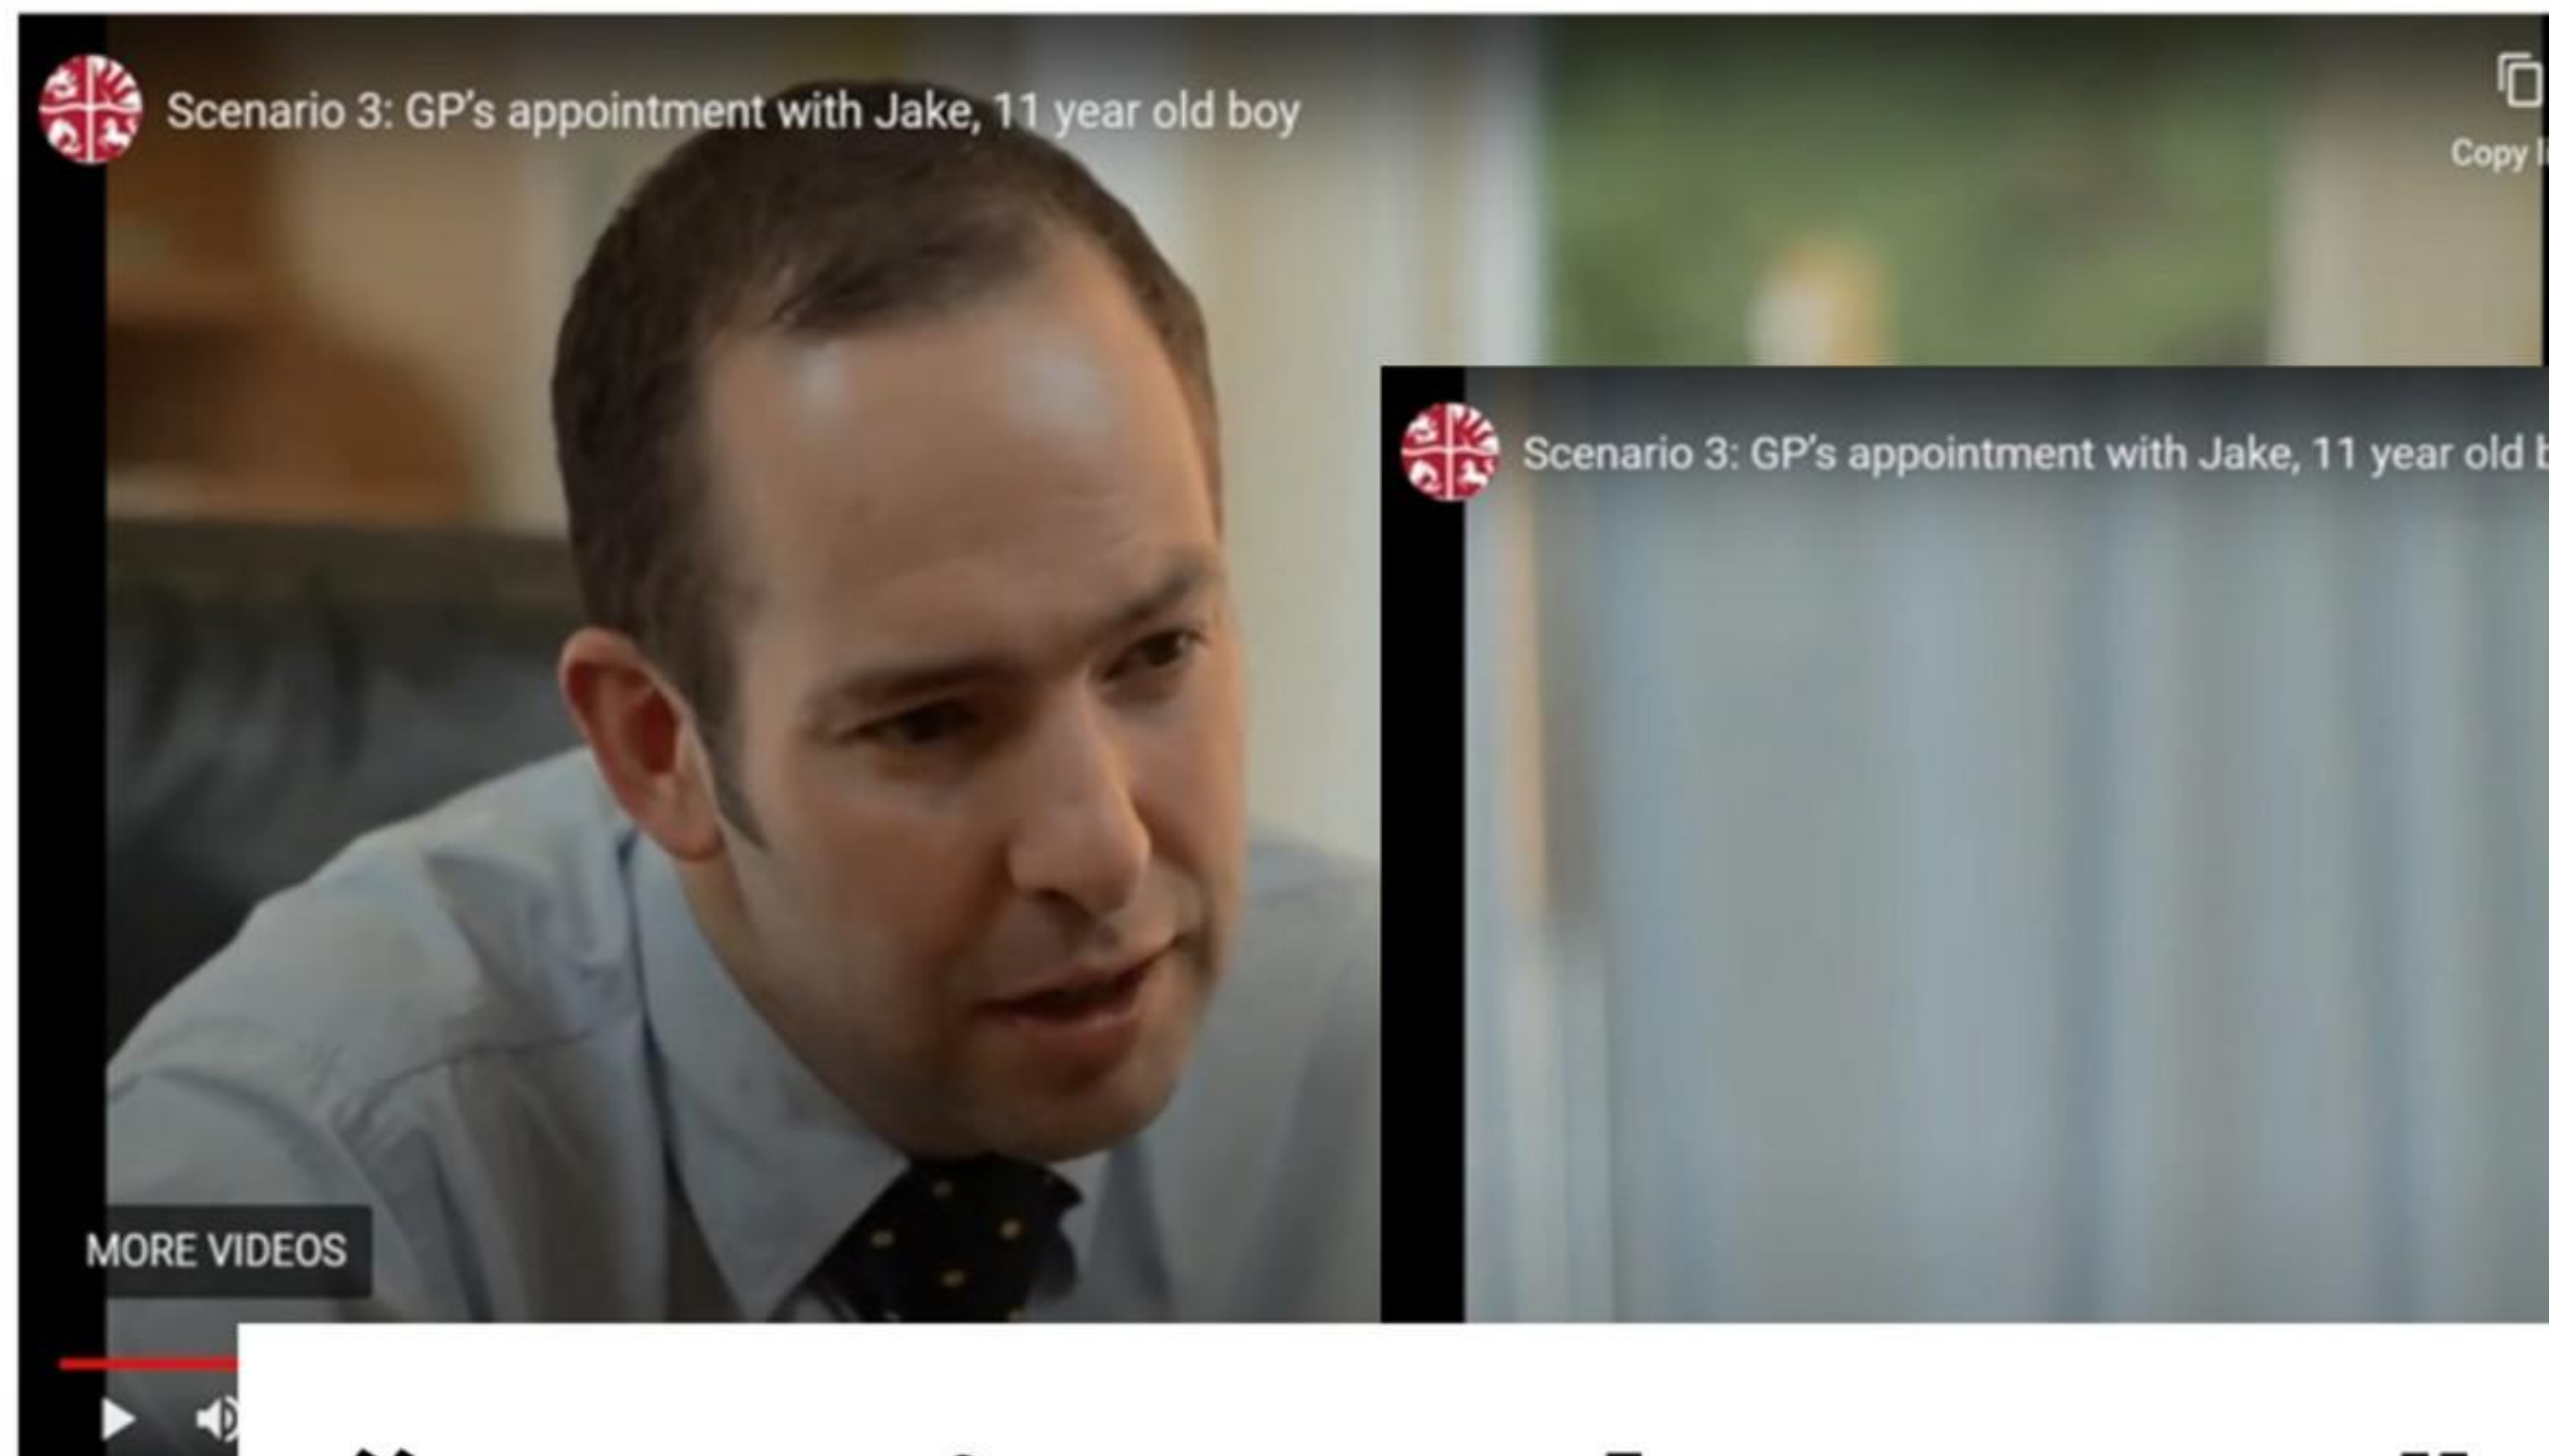 Scenario 3: GP's appointment with Jake, 11 year old boy
Copy
Scenario 3: GP's appointment with Jake, 11 year old
MORE VIDEOS